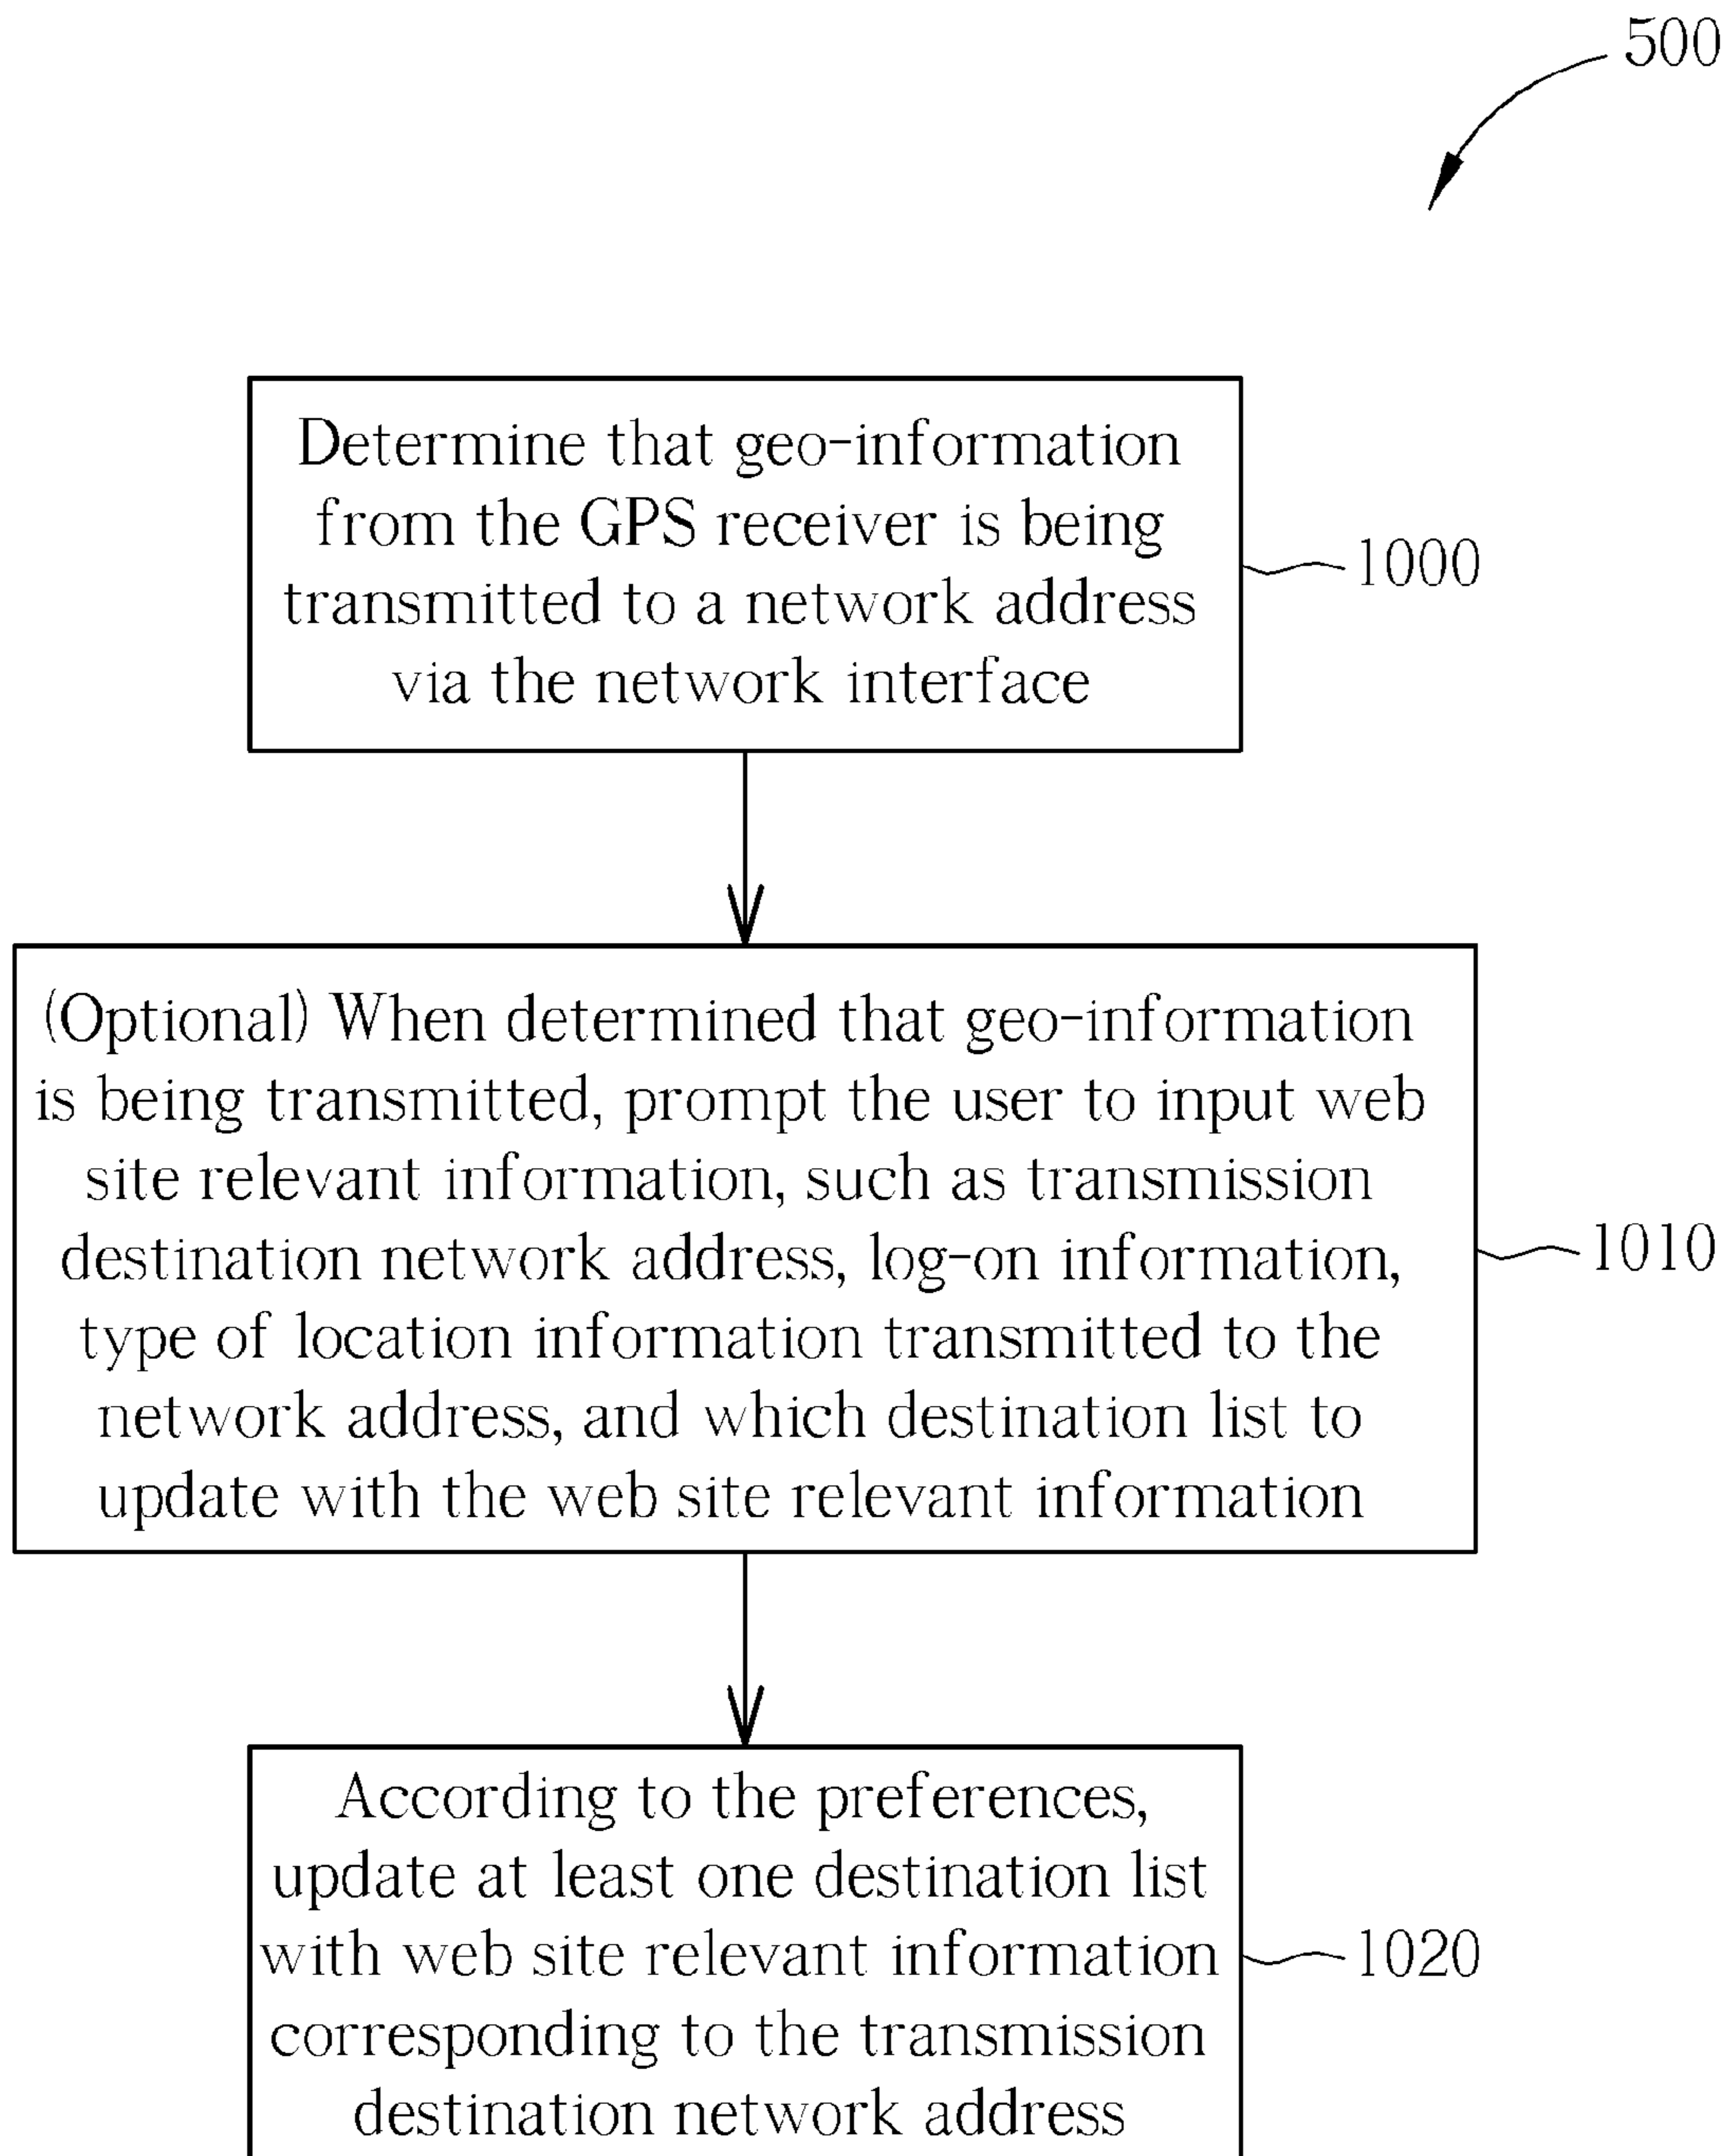 500
Determine that geo-information
from the GPS receiver is being
transmitted to a network address
via the network interface
1000
(Optional) When determined that geo-information
is being transmitted, prompt the user to input web
site relevant information, such as transmission
destination network address, log-on information,
type of location information transmitted to the
network address, and which destination list to
update with the web site relevant information
1010
According to the preferences,
update at least one destination list
with web site relevant information
corresponding to the transmission
destination network address
1020